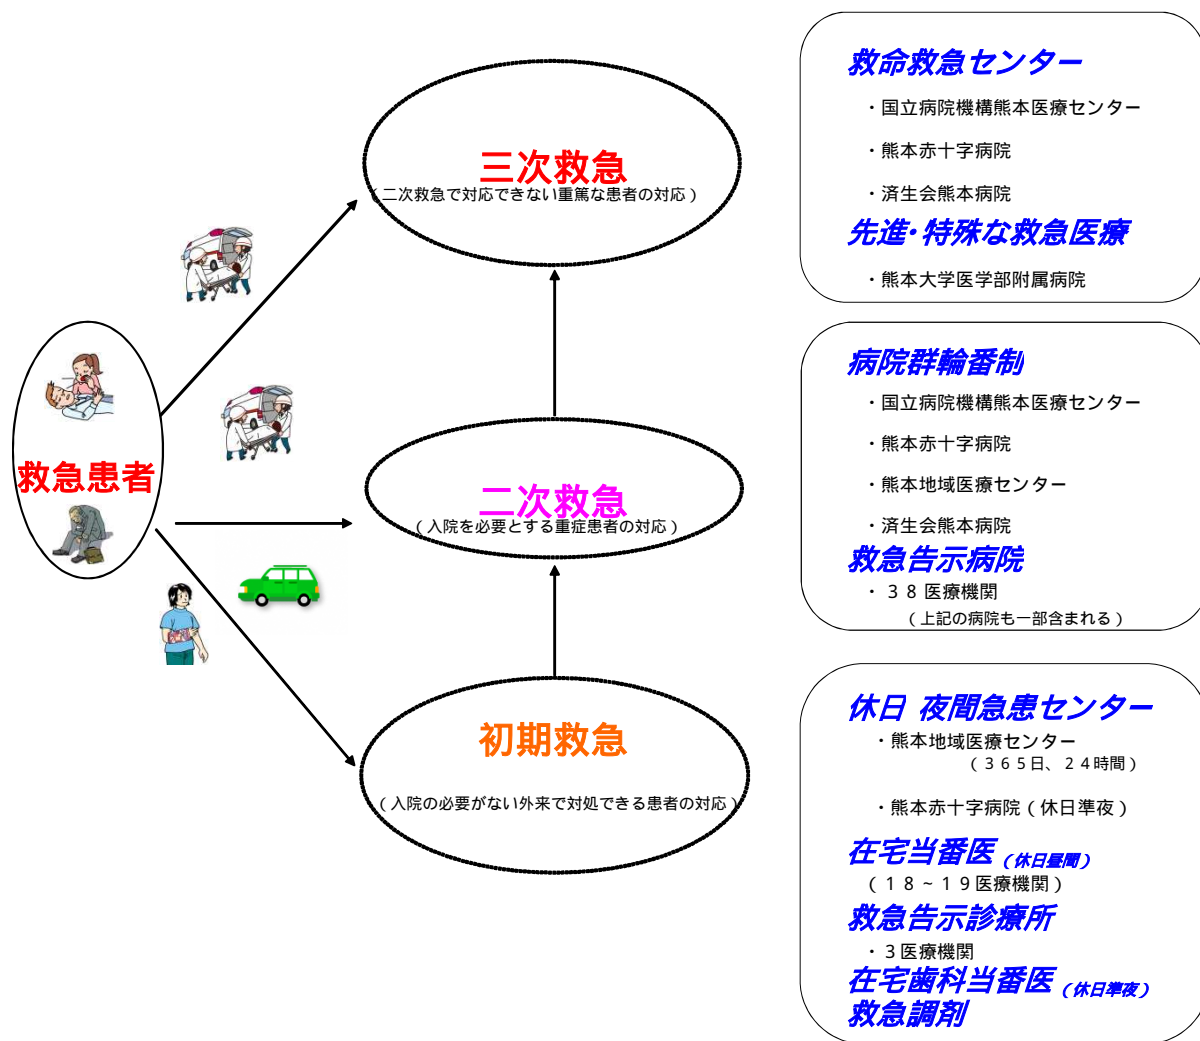 救急患者
三次救急
(二次救急で対応できない重篤な患者の対応)
二次救急
(入院を必要とする重症患者の対応)
初期救急
(入院の必要がない外来で対処できる患者の対応)
救命救急センター
・国立病院機構熊本医療センター
・熊本赤十字病院
・済生会熊本病院
先進・特殊な救急医療
・熊本大学医学部附属病院
病院群輪番制
・国立病院機構熊本医療センター
・熊本赤十字病院
・熊本地域医療センター
・済生会熊本病院
救急告示病院
・38医療機関
(上記の病院も一部含まれる)
休日 夜間急患センター
・熊本地域医療センター
(365日、24時間)
・熊本赤十字病院(休日準夜)
在宅当番医(休日昼間)
(18~19医療機関)
救急告示診療所
・3医療機関
在宅歯科当番医(休日準夜)
救急調剤